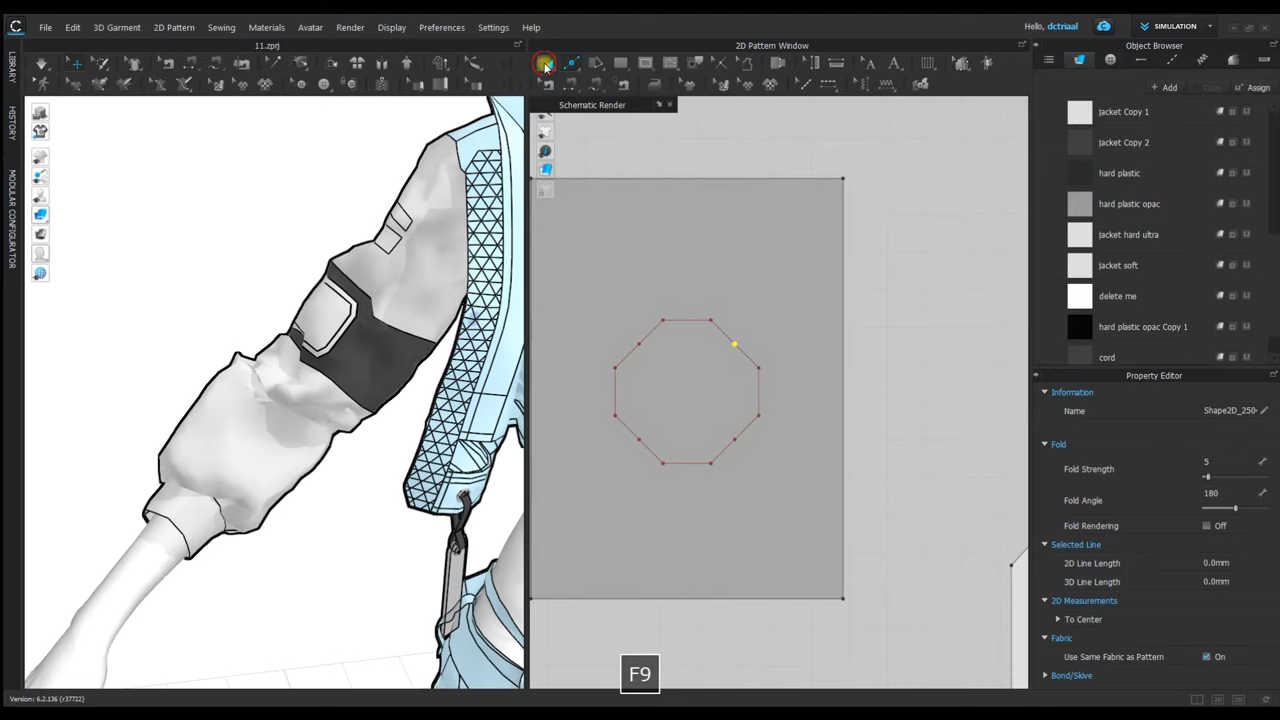 File Edit 3D Garment 2D Pattern Sewing Materials Avatar Render Display Preferences Settings Help
Hello, dctriaal
SIMULATION
11.zprj
2D Pattern Window
Object Browser
LIBRARY
HISTORY
MODULAR CONFIGURATOR
Schematic Render
+ Add
Copy
Assign
jacket Copy 1
jacket Copy 2
hard plastic
hard plastic opac
jacket hard ultra
jacket soft
delete me
hard plastic opac Copy 1
cord
Property Editor
Information
Name Shape2D_250
Fold
Fold Strength 5
Fold Angle 180
Fold Rendering Off
Selected Line
2D Line Length 0.0mm
3D Line Length 0.0mm
2D Measurements
To Center
Fabric
Use Same Fabric as Pattern On
Bond/Skive
F9
Version: 6.2.136 (r37722)